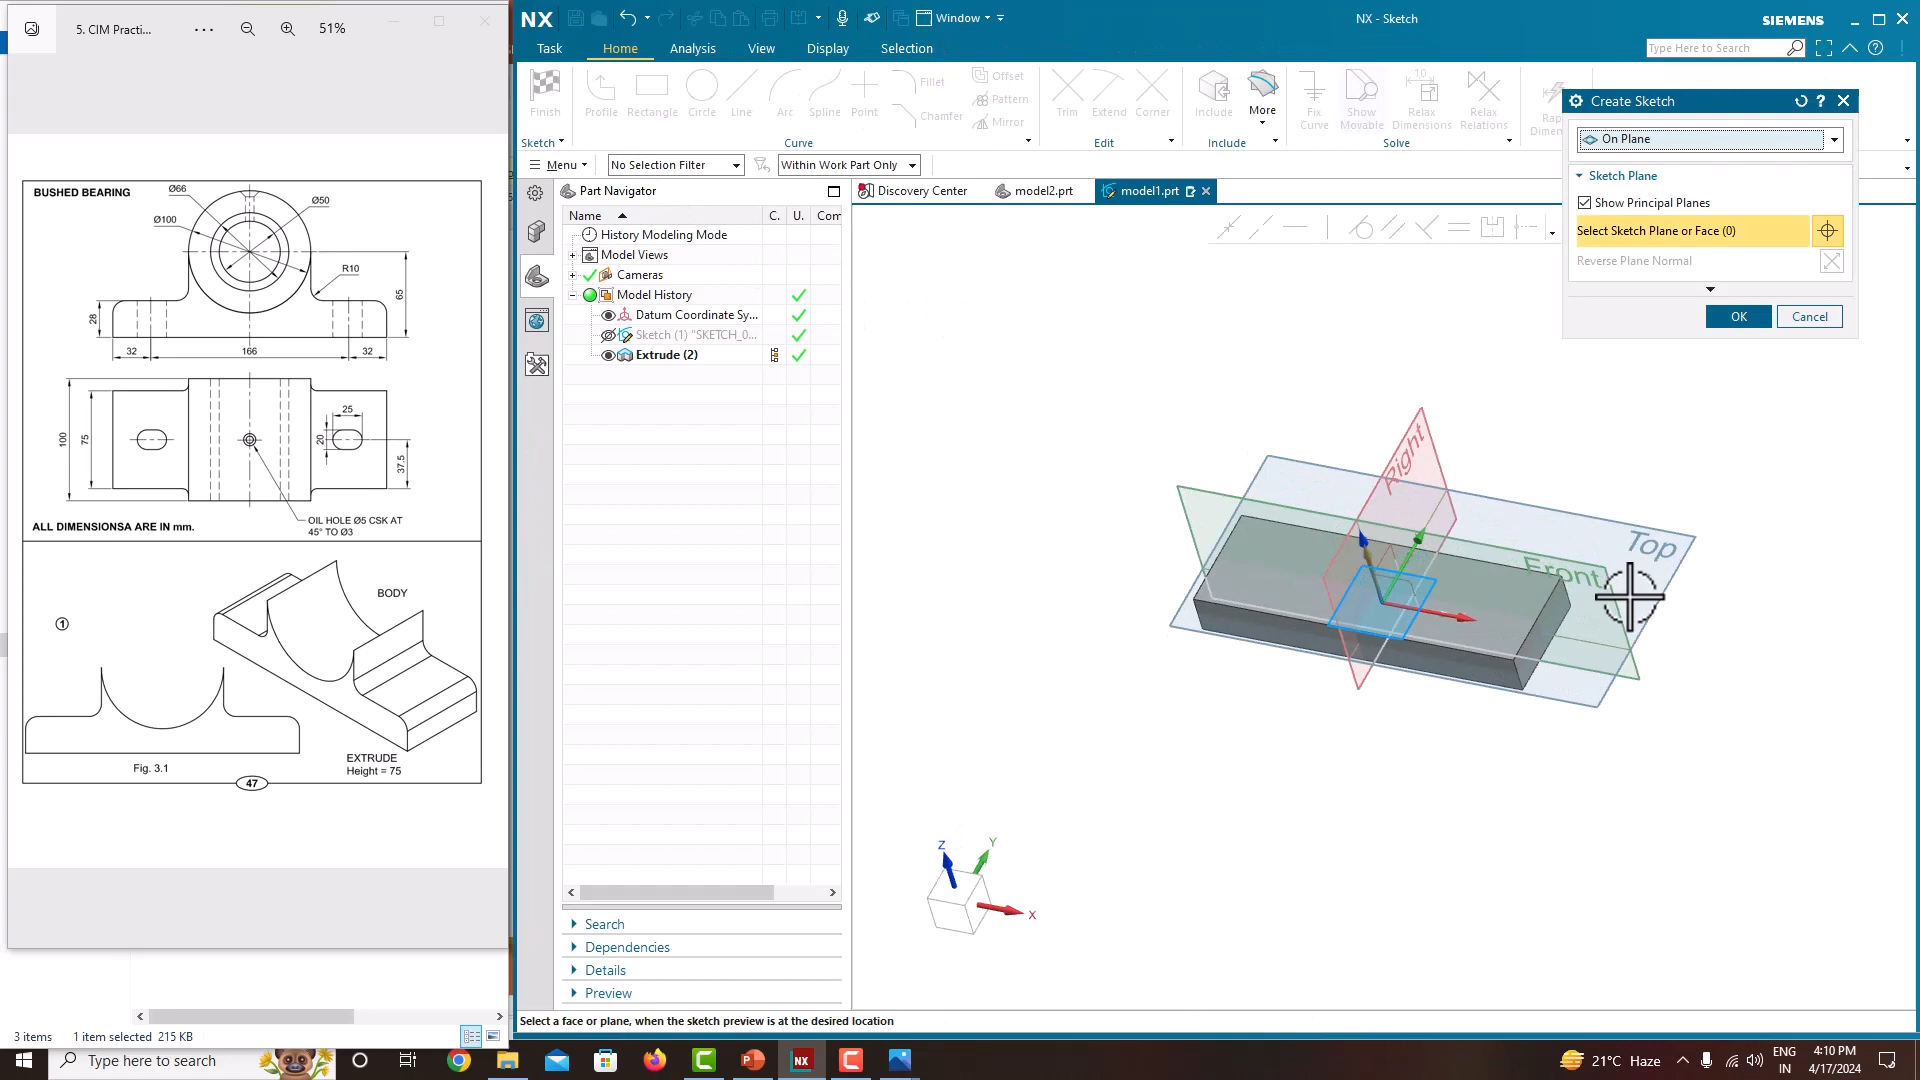 5. CIM Practi...
51%
BUSHED BEARING
Ø66
Ø50
Ø100
R10
65
28
32
166
32
100
75
25
20
37.5
OIL HOLE Ø5 CSK AT
45° TO Ø3
ALL DIMENSIONSA ARE IN mm.
BODY
1
EXTRUDE
Height = 75
Fig. 3.1
47
3 items
1 item selected 215 KB
NX
Window
NX - Sketch
SIEMENS
Task
Home
Analysis
View
Display
Selection
Type Here to Search
Finish
Profile
Rectangle
Circle
Line
Arc
Spline
Point
Fillet
Chamfer
Offset
Pattern
Mirror
Trim
Extend
Corner
Include
More
Fix
Curve
Show
Movable
Relax
Dimensions
Relax
Relations
Sketch
Curve
Edit
Include
Solve
Menu
No Selection Filter
Within Work Part Only
Part Navigator
Discovery Center
model2.prt
model1.prt
Name
C.
U.
Com
History Modeling Mode
Model Views
Cameras
Model History
Datum Coordinate Sy...
Sketch (1) "SKETCH_0...
Extrude (2)
Search
Dependencies
Details
Preview
Create Sketch
On Plane
Sketch Plane
Show Principal Planes
Select Sketch Plane or Face (0)
Reverse Plane Normal
OK
Cancel
Right
Top
Front
Z
Y
X
Select a face or plane, when the sketch preview is at the desired location
Type here to search
NX
21°C Haze
ENG
IN
4:10 PM
4/17/2024